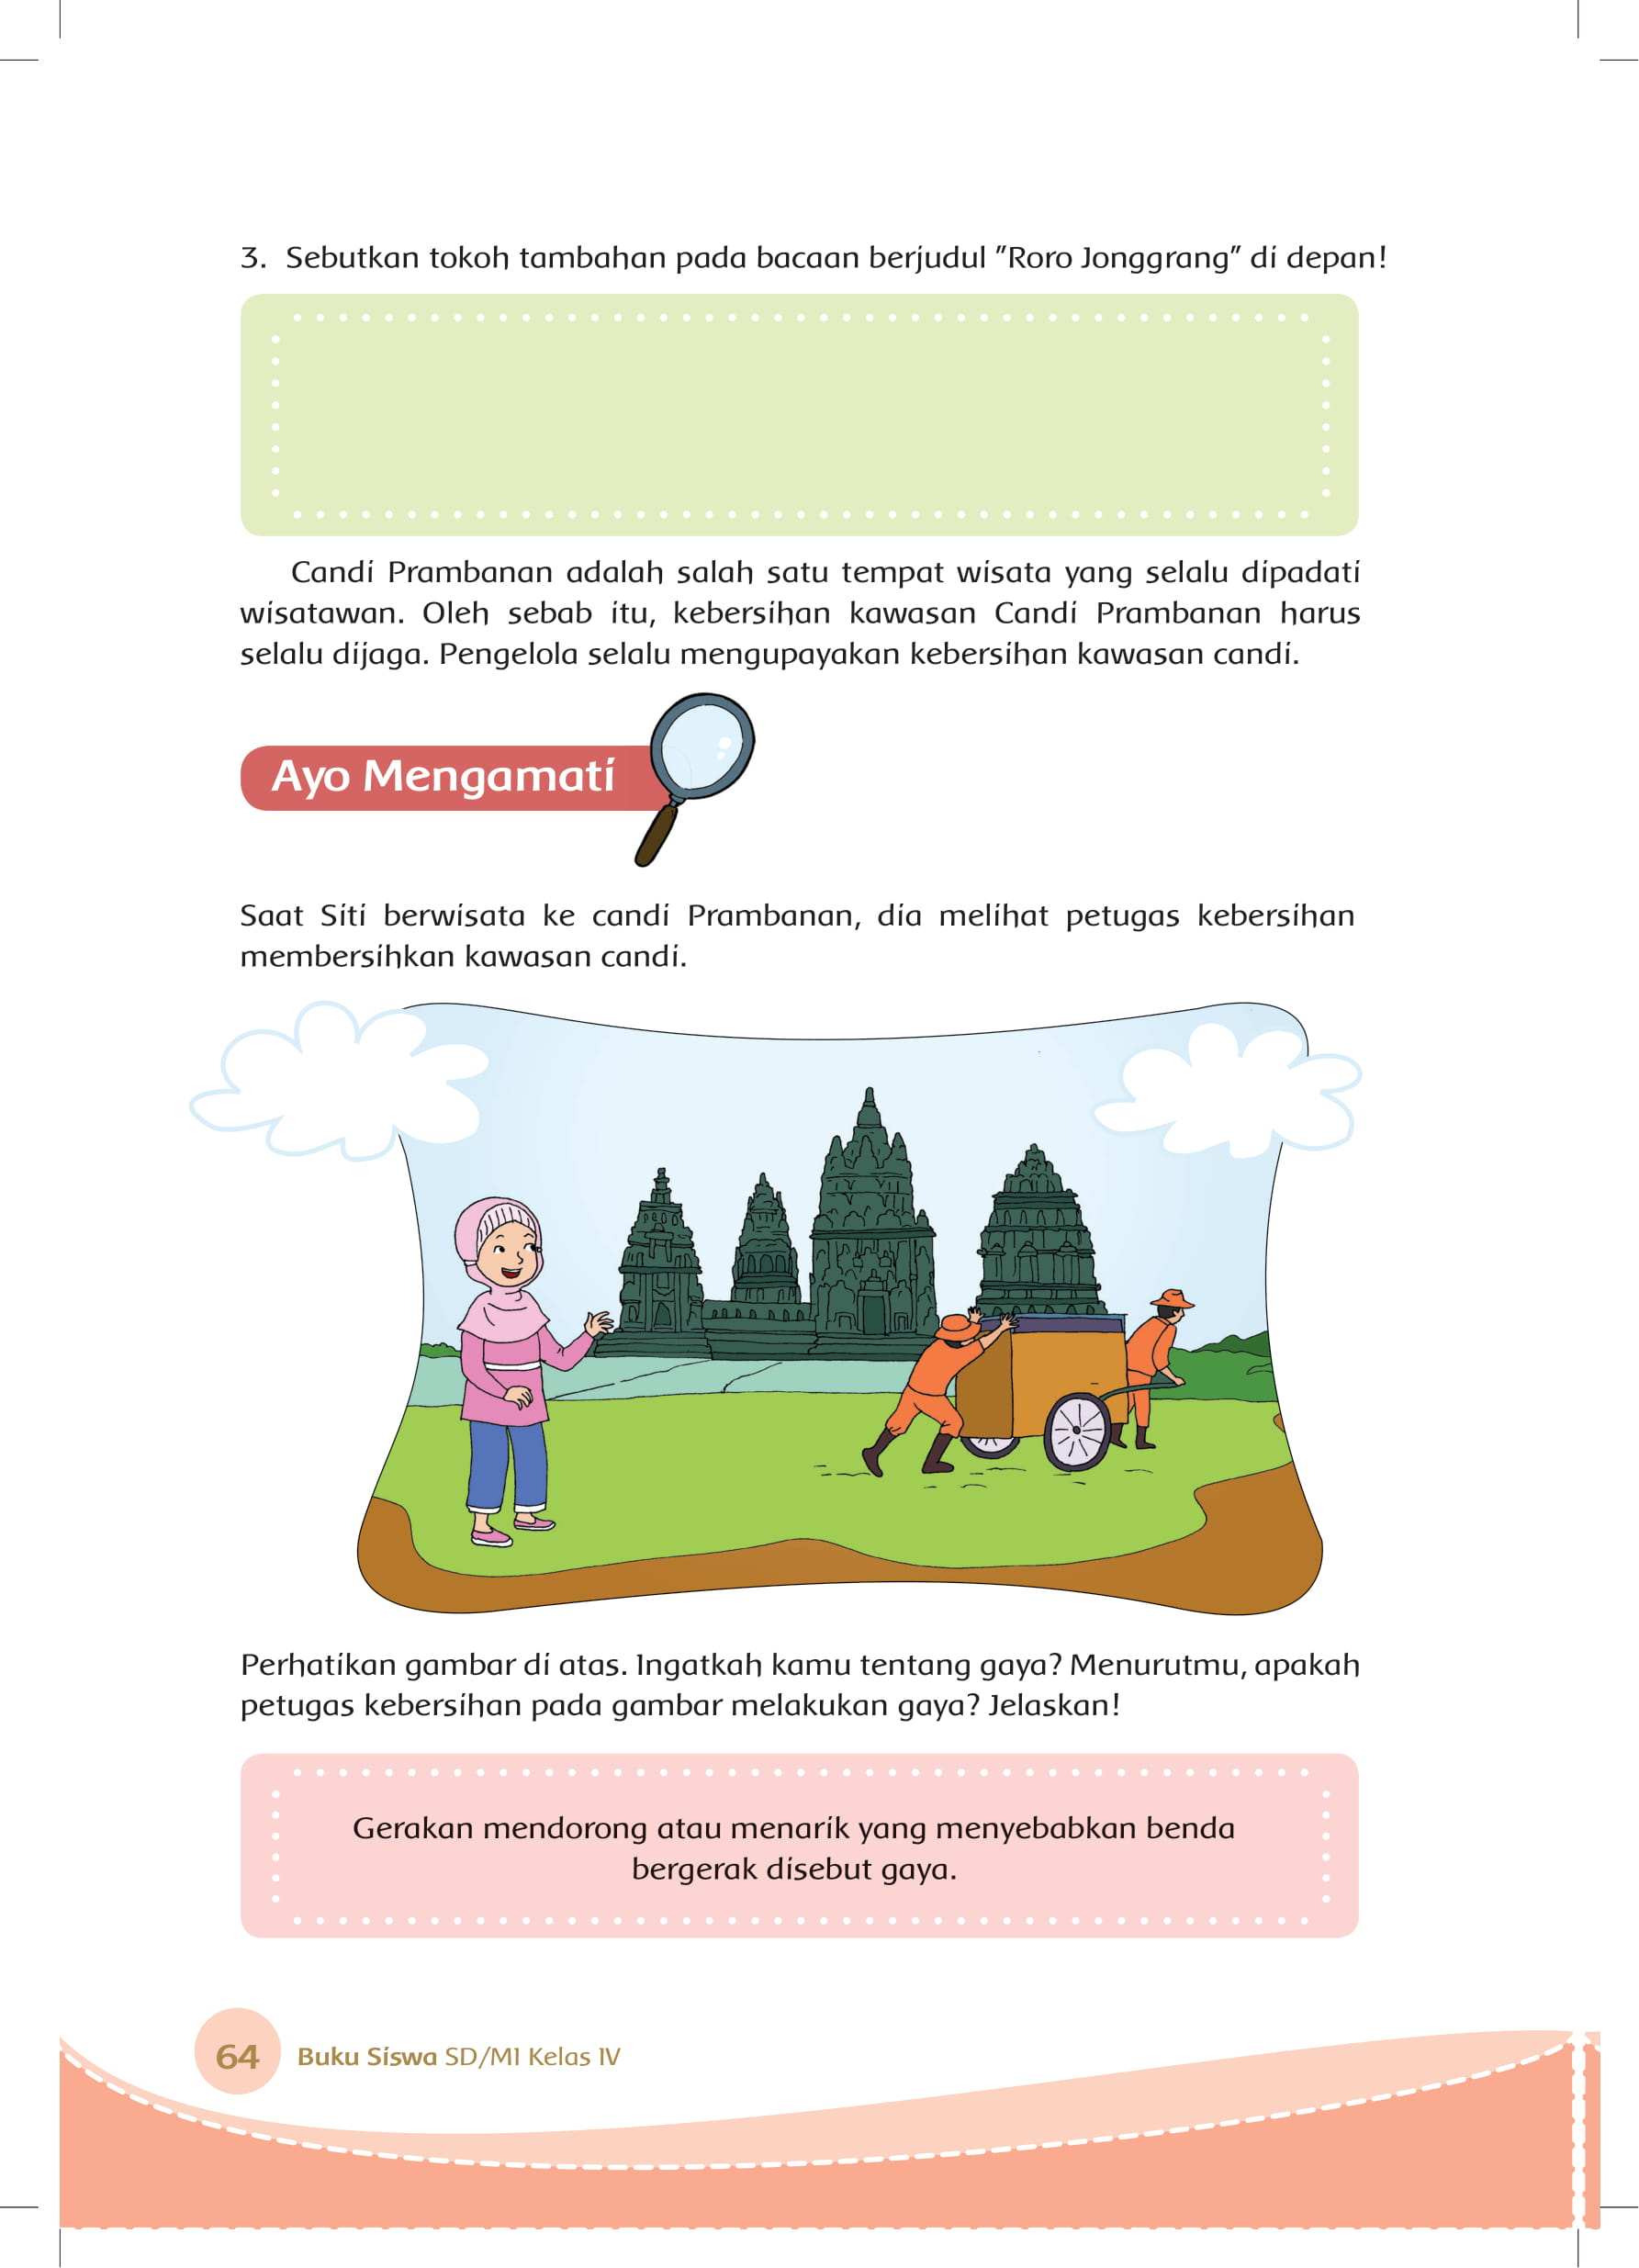 3. Sebutkan tokoh tambahan pada bacaan berjudul "Roro Jonggrang" di depan!
Candi Prambanan adalah salah satu tempat wisata yang selalu dipadati
wisatawan. Oleh sebab itu, kebersihan kawasan Candi Prambanan harus
selalu dijaga. Pengelola selalu mengupayakan kebersihan kawasan candi.
Ayo Mengamati
Saat Siti berwisata ke candi Prambanan, dia melihat petugas kebersihan
membersihkan kawasan candi.
Perhatikan gambar di atas. Ingatkah kamu tentang gaya? Menurutmu, apakah
petugas kebersihan pada gambar melakukan gaya? Jelaskan!
Gerakan mendorong atau menarik yang menyebabkan benda
bergerak disebut gaya.
64 Buku Siswa SD/MI Kelas IV